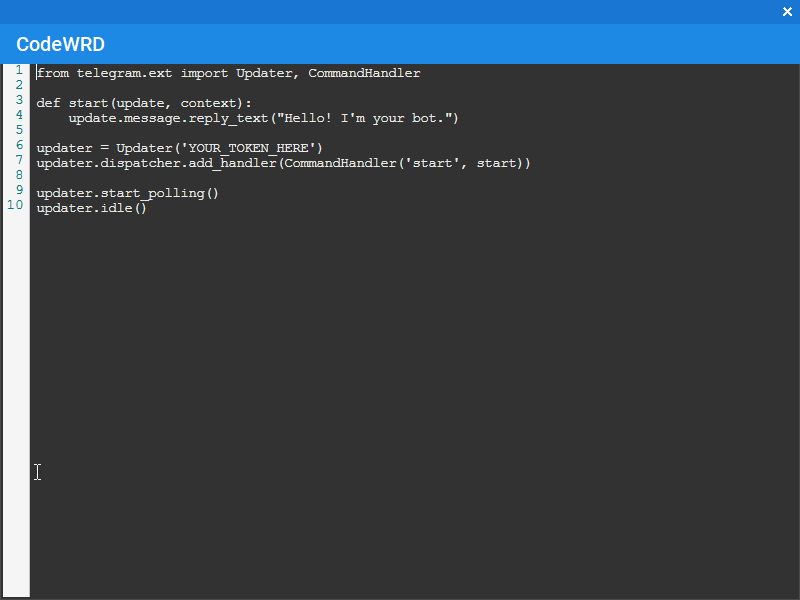 CodeWRD
1 from telegram.ext import Updater, CommandHandler
2
3 def start(update, context):
4     update.message.reply_text("Hello! I'm your bot.")
5
6 updater = Updater('YOUR_TOKEN_HERE')
7 updater.dispatcher.add_handler(CommandHandler('start', start))
8
9 updater.start_polling()
10 updater.idle()